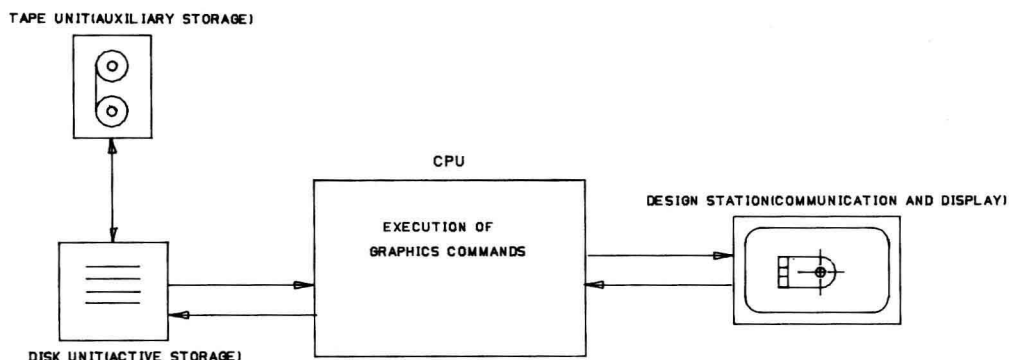 TAPE UNIT(AUXILIARY STORAGE)
CPU
EXECUTION OF
GRAPHICS COMMANDS
DESIGN STATION(COMMUNICATION AND DISPLAY)
DISK UNIT(ACTIVE STORAGE)